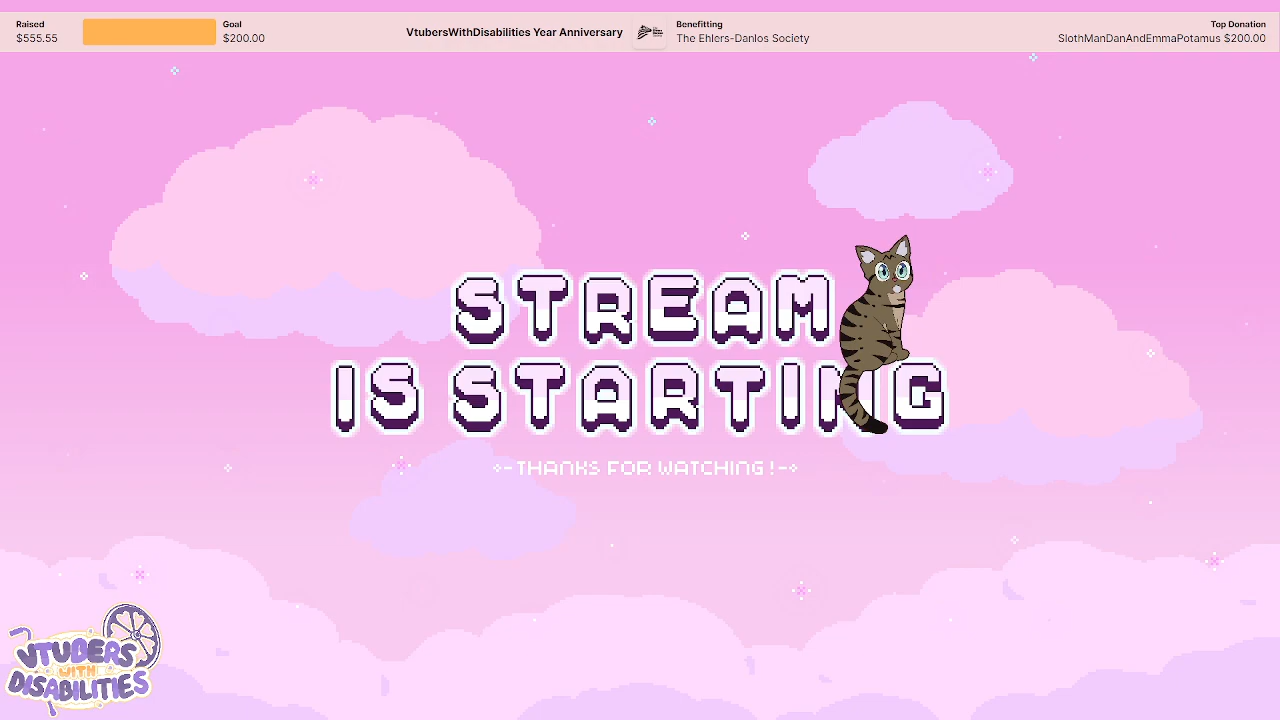 Raised
$555.55
Goal
$200.00
VtubersWithDisabilities Year Anniversary
Benefitting
The Ehlers-Danlos Society
Top Donation
SlothManDanAndEmmaPotamus $200.00
STREAM
IS STARTING
THANKS FOR WATCHING!
VTUBERS
WITH
DISABILITIES